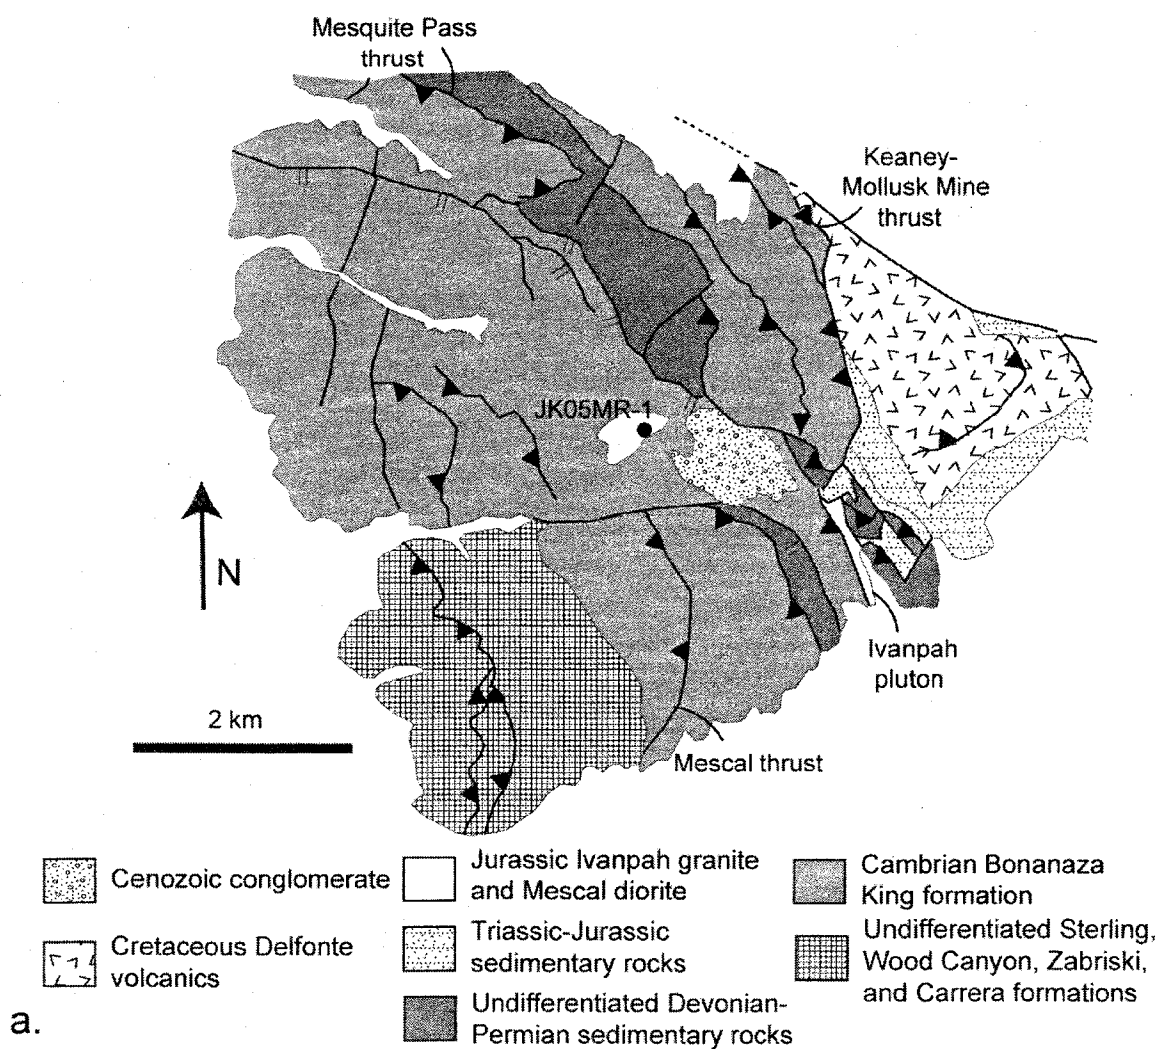 Mesquite Pass
thrust
Keaney-
Mollusk Mine
thrust
JK05MR-1
N
Ivanpah
pluton
2 km
Mescal thrust
Cenozoic conglomerate
Cretaceous Delfonte
volcanics
Jurassic Ivanpah granite
and Mescal diorite
Triassic-Jurassic
sedimentary rocks
Undifferentiated Devonian-
Permian sedimentary rocks
Cambrian Bonanaza
King formation
Undifferentiated Sterling,
Wood Canyon, Zabriski,
and Carrera formations
a.